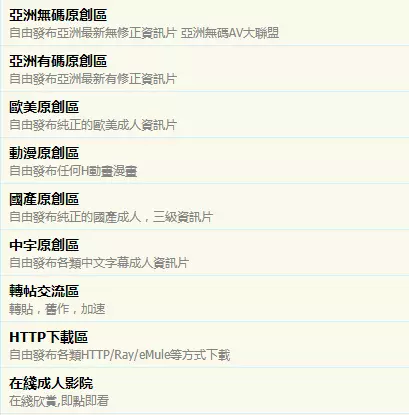 亞洲無碼原創區
自由發布亞洲最新無修正資訊片 亞洲無碼AV大聯盟
亞洲有碼原創區
自由發布亞洲最新有修正資訊片
歐美原創區
自由發布純正的歐美成人資訊片
動漫原創區
自由發布任何H動畫漫畫
國產原創區
自由發布純正的國產成人，三級資訊片
中字原創區
自由發布各類中文字幕成人資訊片
轉帖交流區
轉貼，舊作，加速
HTTP下載區
自由發布各類HTTP/Ray/eMule等方式下載
在綫成人影院
在綫欣賞,即點即看